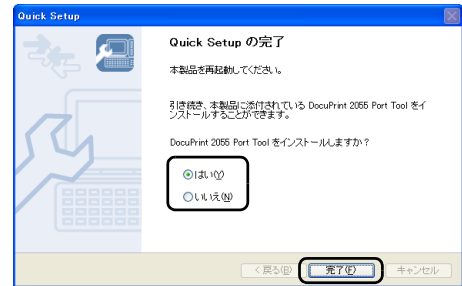 Quick Setup
Quick Setup の完了
本製品を再起動してください。
引き続き、本製品に添付されている DocuPrint 2055 Port Tool をイ
ンストールすることができます。
DocuPrint 2055 Port Tool をインストールしますか？
はい(Y)
いいえ(N)
< 戻る(B)
完了(F)
キャンセル